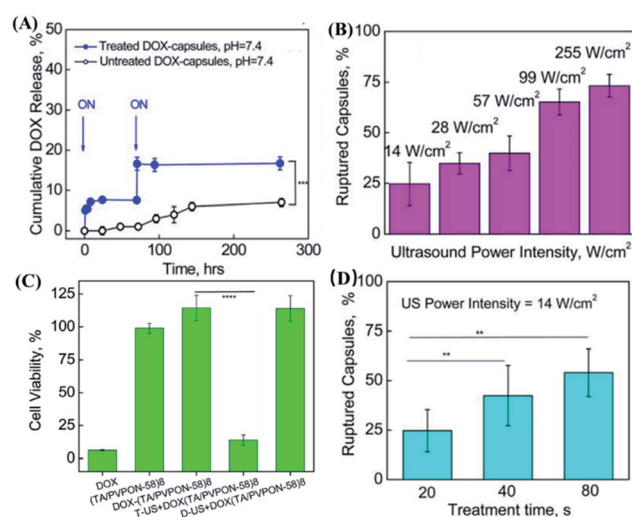 (A)
50
40
30
20
10
0
Cumulative DOX Release, %
Treated DOX-capsules, pH=7.4
Untreated DOX-capsules, pH=7.4
ON
ON
***
0
100
200
300
Time, hrs
(B)
100
75
50
25
0
Ruptured Capsules, %
14 W/cm²
28 W/cm²
57 W/cm²
99 W/cm²
255 W/cm²
Ultrasound Power Intensity, W/cm²
(C)
125
100
75
50
25
0
Cell Viability, %
****
DOX
(TA/PVPON-58)8
DOX-(TA/PVPON-58)8
T-US+DOX(TA/PVPON-58)8
D-US+DOX(TA/PVPON-58)8
(D)
100
75
50
25
0
Ruptured Capsules, %
US Power Intensity = 14 W/cm²
**
**
20
40
80
Treatment time, s